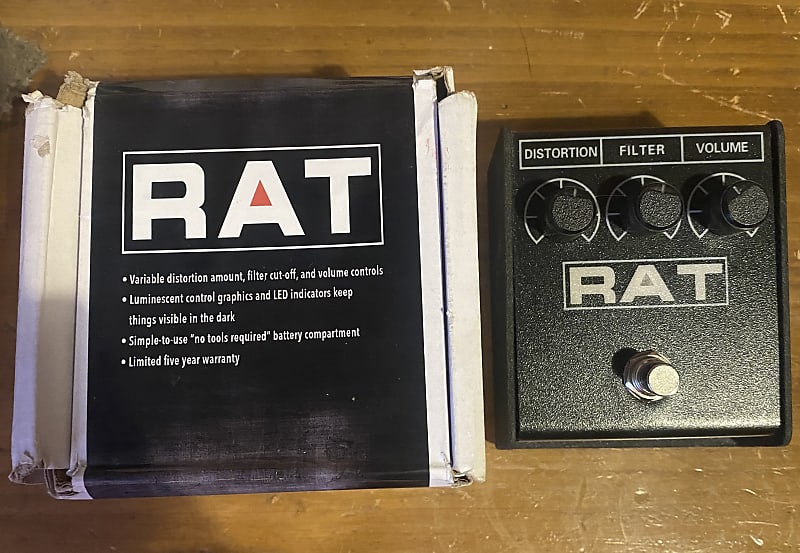 RAT
• Variable distortion amount, filter cut-off, and volume controls
• Luminescent control graphics and LED indicators keep
things visible in the dark
• Simple-to-use "no tools required" battery compartment
• Limited five year warranty
DISTORTION FILTER VOLUME
RAT